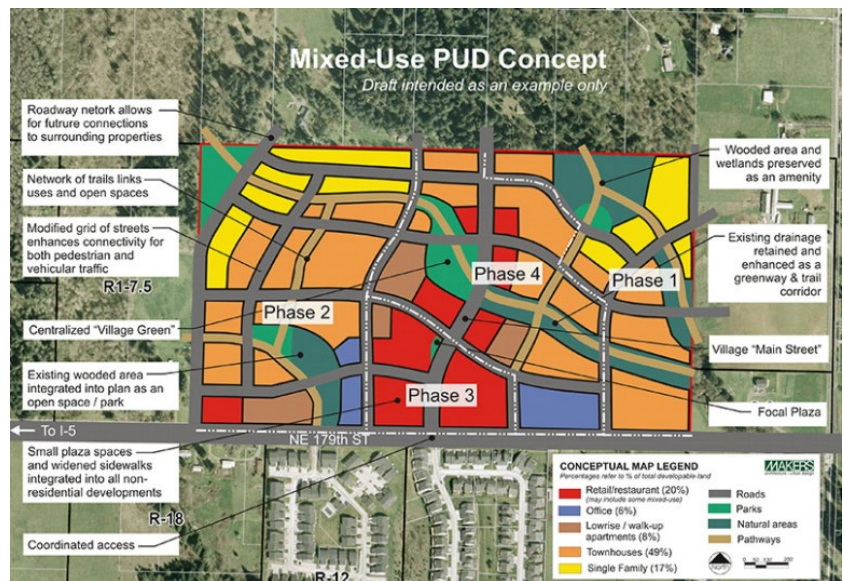 Mixed-Use PUD Concept
Draft intended as an example only
Roadway netork allows
for futrure connections
to surrounding properties
Network of trails links
uses and open spaces
Modified grid of streets
enhances connectivity for
both pedestrian and
vehicular traffic
R1-7.5
Centralized “Village Green”
Existing wooded area
integrated into plan as an
open space / park
To I-5
Small plaza spaces
and widened sidewalks
integrated into all non-
residential developments
R-18
Coordinated access
R-12
Phase 2
Phase 4
Phase 1
Phase 3
NE 179th ST
Wooded area and
wetlands preserved
as an amenity
Existing drainage
retained and
enhanced as a
greenway & trail
corridor
Village “Main Street”
Focal Plaza
CONCEPTUAL MAP LEGEND
Percentages refer to % of total developable land
Retail/restaurant (20%)
(may include some mixed-use)
Office (6%)
Lowrise / walk-up
apartments (8%)
Townhouses (49%)
Single Family (17%)
MAKERS
architecture + urban design
Roads
Parks
Natural areas
Pathways
North
0 50 100 200